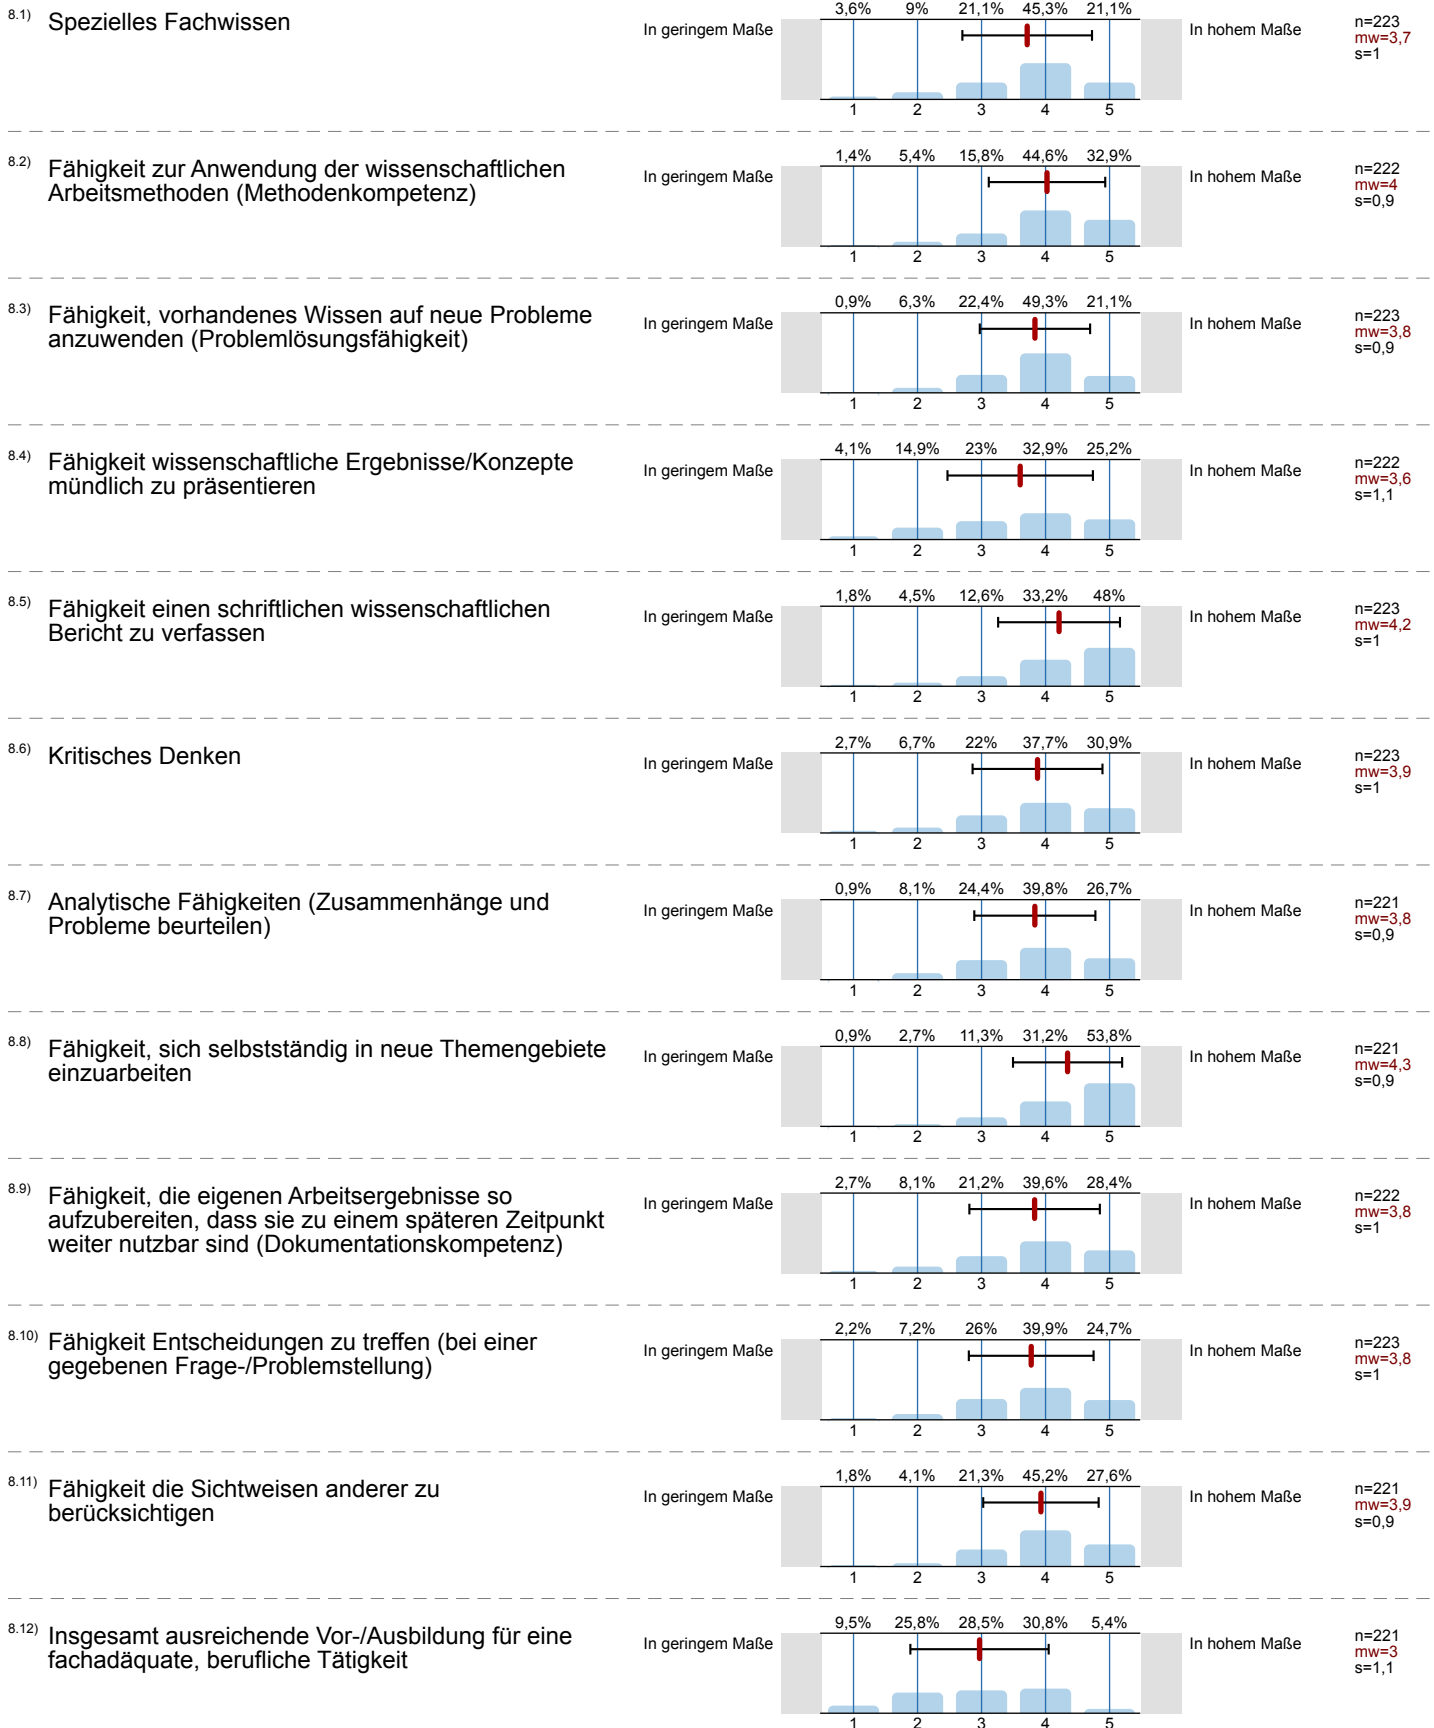 8.1) Spezielles Fachwissen
In geringem Maße
3,6% 9% 21,1% 45,3% 21,1%
1 2 3 4 5
In hohem Maße
n=223
mw=3,7
s=1
8.2) Fähigkeit zur Anwendung der wissenschaftlichen
Arbeitsmethoden (Methodenkompetenz)
In geringem Maße
1,4% 5,4% 15,8% 44,6% 32,9%
1 2 3 4 5
In hohem Maße
n=222
mw=4
s=0,9
8.3) Fähigkeit, vorhandenes Wissen auf neue Probleme
anzuwenden (Problemlösungsfähigkeit)
In geringem Maße
0,9% 6,3% 22,4% 49,3% 21,1%
1 2 3 4 5
In hohem Maße
n=223
mw=3,8
s=0,9
8.4) Fähigkeit wissenschaftliche Ergebnisse/Konzepte
mündlich zu präsentieren
In geringem Maße
4,1% 14,9% 23% 32,9% 25,2%
1 2 3 4 5
In hohem Maße
n=222
mw=3,6
s=1,1
8.5) Fähigkeit einen schriftlichen wissenschaftlichen
Bericht zu verfassen
In geringem Maße
1,8% 4,5% 12,6% 33,2% 48%
1 2 3 4 5
In hohem Maße
n=223
mw=4,2
s=1
8.6) Kritisches Denken
In geringem Maße
2,7% 6,7% 22% 37,7% 30,9%
1 2 3 4 5
In hohem Maße
n=223
mw=3,9
s=1
8.7) Analytische Fähigkeiten (Zusammenhänge und
Probleme beurteilen)
In geringem Maße
0,9% 8,1% 24,4% 39,8% 26,7%
1 2 3 4 5
In hohem Maße
n=221
mw=3,8
s=0,9
8.8) Fähigkeit, sich selbstständig in neue Themengebiete
einzuarbeiten
In geringem Maße
0,9% 2,7% 11,3% 31,2% 53,8%
1 2 3 4 5
In hohem Maße
n=221
mw=4,3
s=0,9
8.9) Fähigkeit, die eigenen Arbeitsergebnisse so
aufzubereiten, dass sie zu einem späteren Zeitpunkt
weiter nutzbar sind (Dokumentationskompetenz)
In geringem Maße
2,7% 8,1% 21,2% 39,6% 28,4%
1 2 3 4 5
In hohem Maße
n=222
mw=3,8
s=1
8.10) Fähigkeit Entscheidungen zu treffen (bei einer
gegebenen Frage-/Problemstellung)
In geringem Maße
2,2% 7,2% 26% 39,9% 24,7%
1 2 3 4 5
In hohem Maße
n=223
mw=3,8
s=1
8.11) Fähigkeit die Sichtweisen anderer zu
berücksichtigen
In geringem Maße
1,8% 4,1% 21,3% 45,2% 27,6%
1 2 3 4 5
In hohem Maße
n=221
mw=3,9
s=0,9
8.12) Insgesamt ausreichende Vor-/Ausbildung für eine
fachadäquate, berufliche Tätigkeit
In geringem Maße
9,5% 25,8% 28,5% 30,8% 5,4%
1 2 3 4 5
In hohem Maße
n=221
mw=3
s=1,1